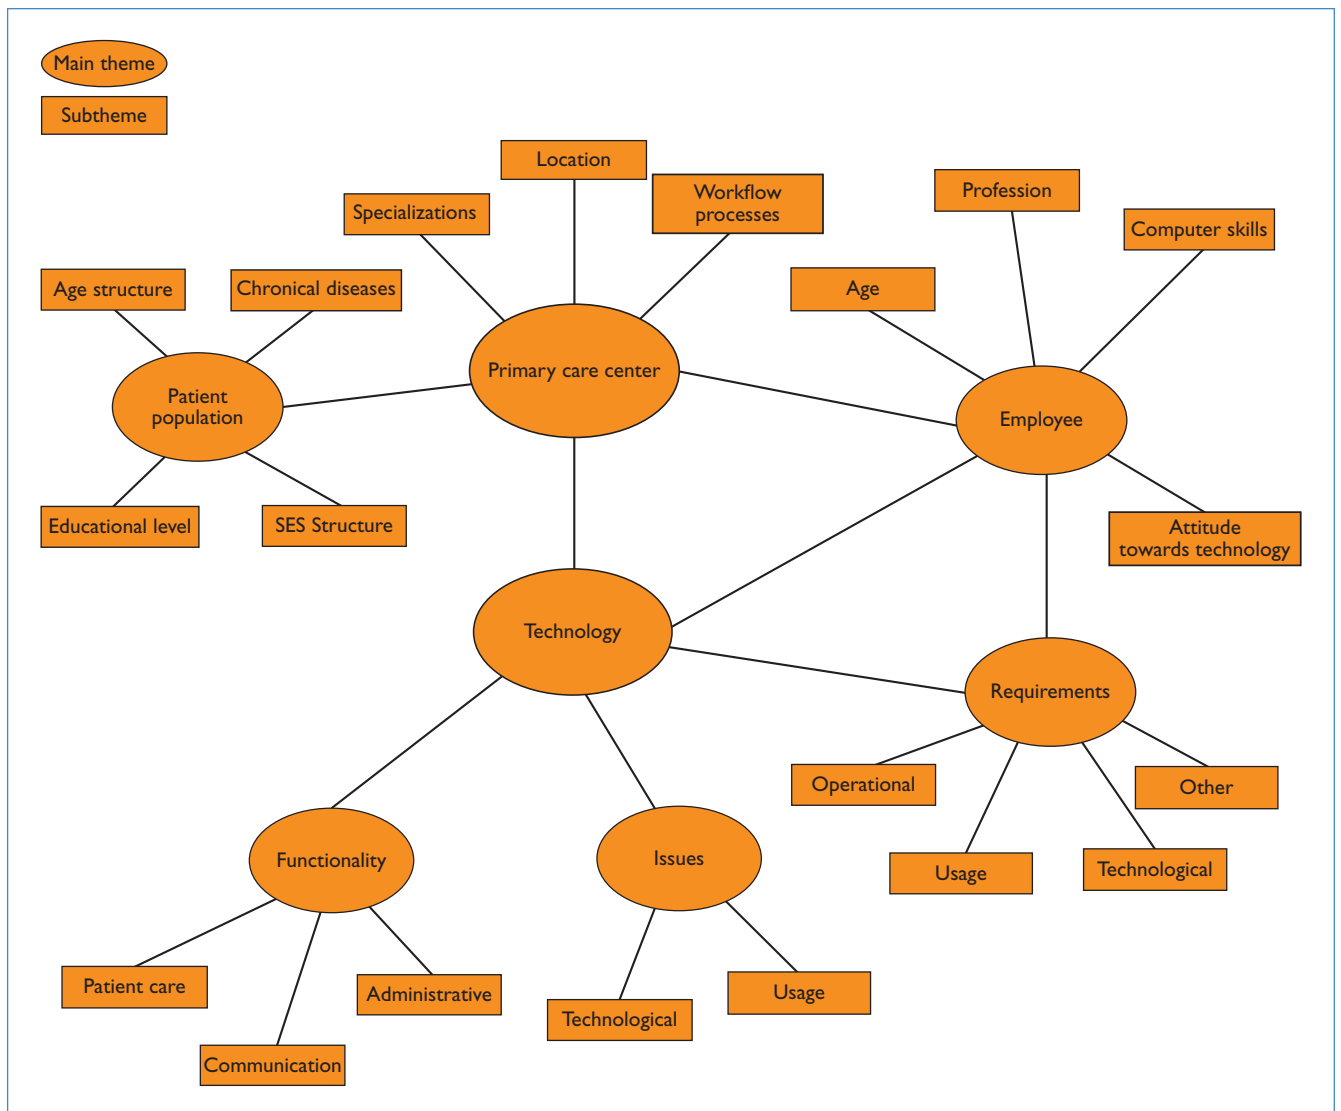 Main theme
Subtheme
Location
Specializations
Workflow
processes
Profession
Computer skills
Age structure
Chronical diseases
Age
Primary care center
Patient
population
Employee
Educational level
SES Structure
Attitude
towards technology
Technology
Requirements
Operational
Other
Usage
Technological
Functionality
Issues
Patient care
Administrative
Communication
Technological
Usage